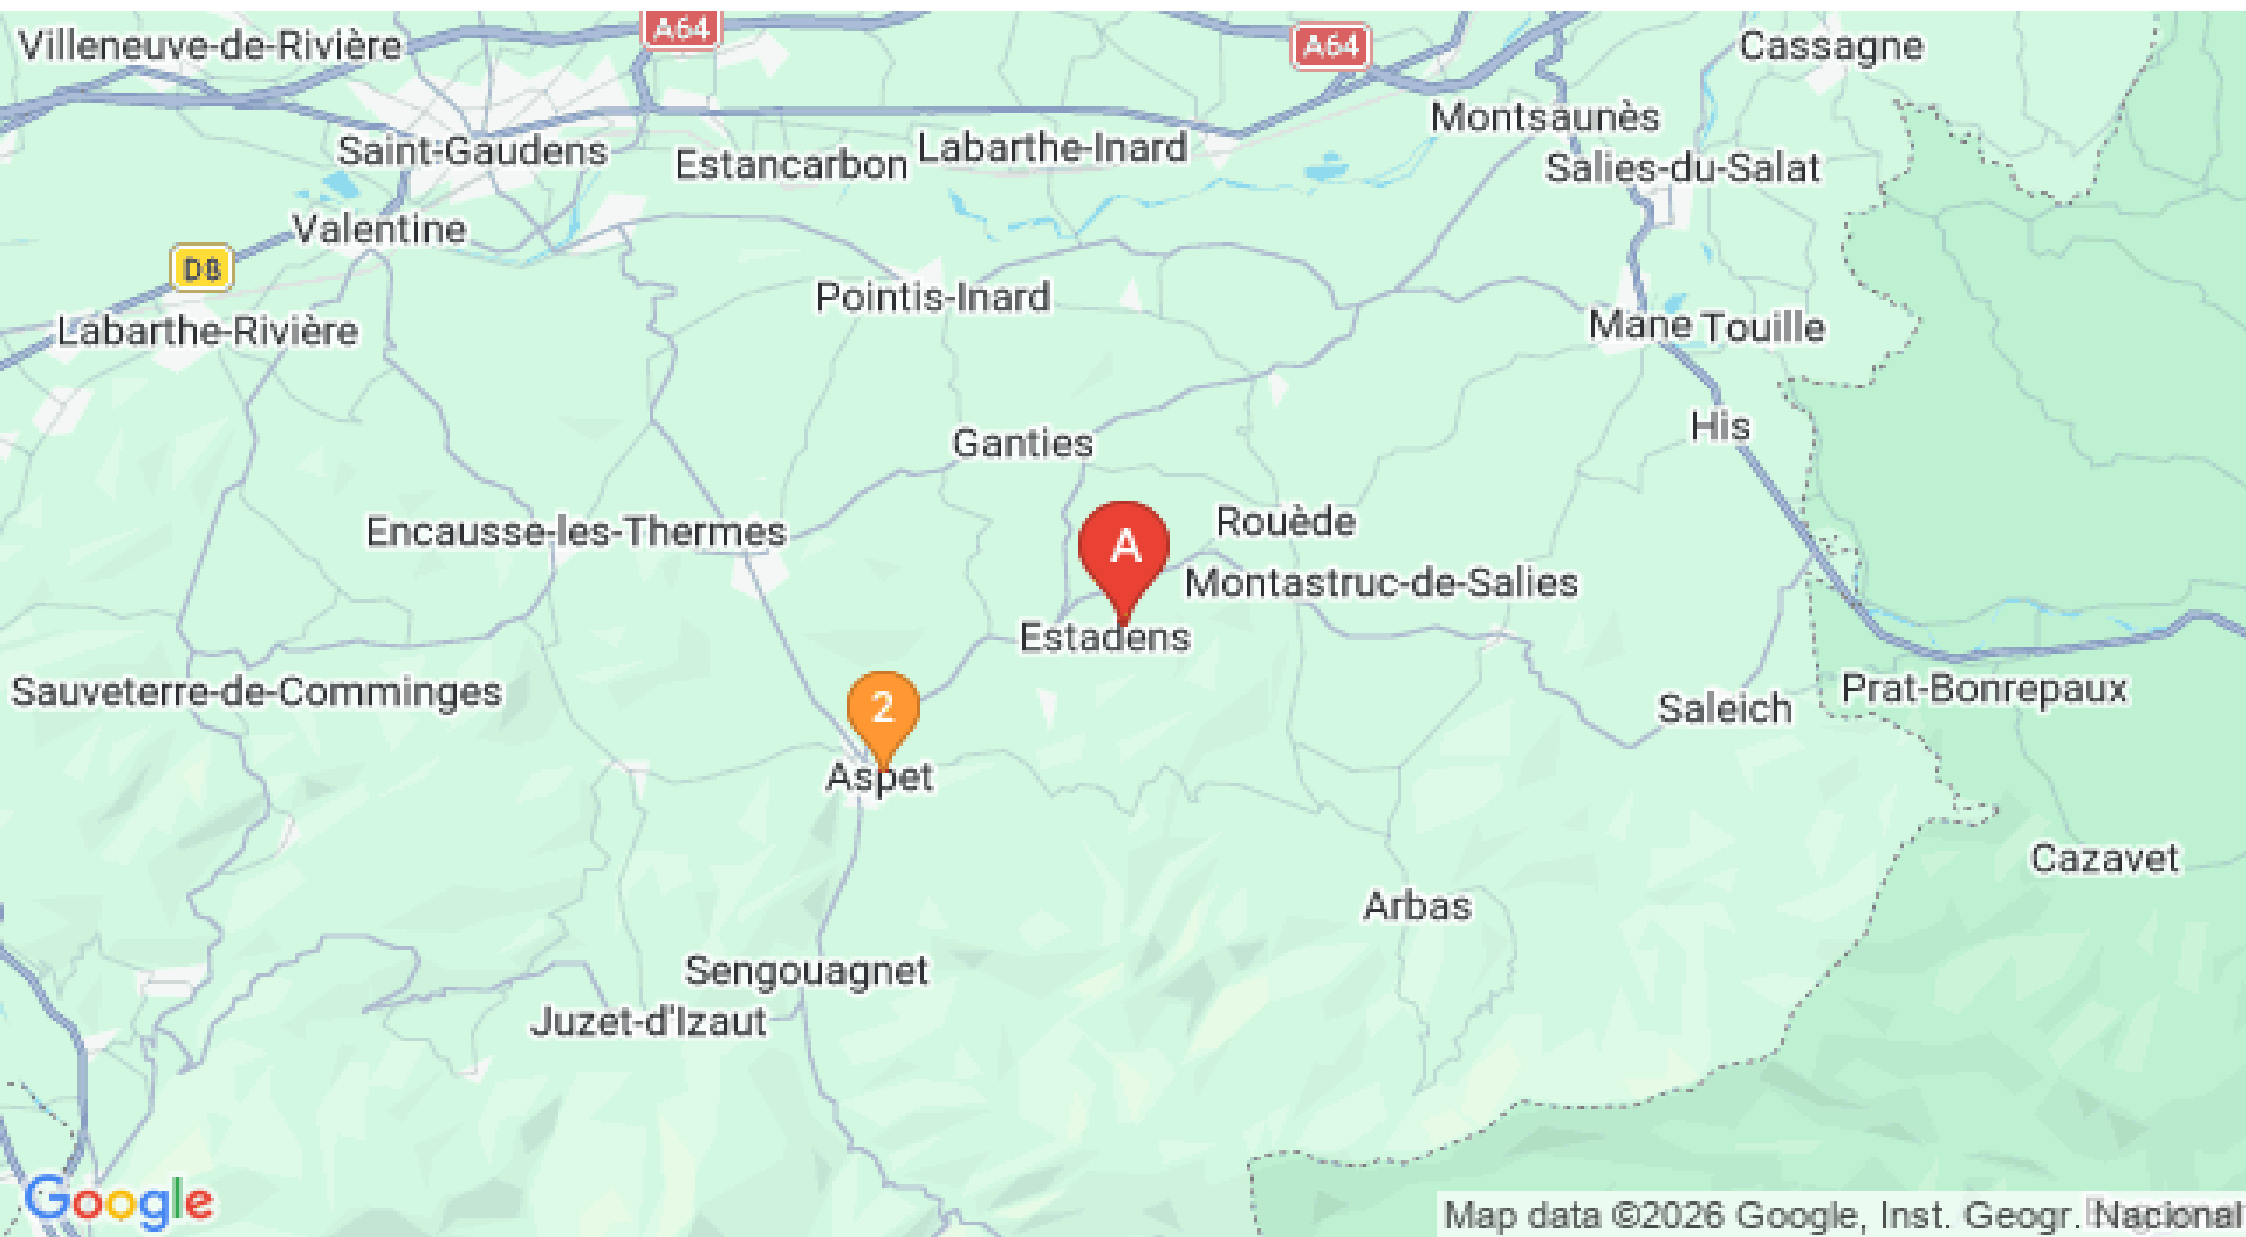 A64
A64
Villeneuve-de-Rivière
Cassagne
Montsaunès
Saint-Gaudens
Estancarbon
Labarthe-Inard
Salies-du-Salat
Valentine
D8
Pointis-Inard
Labarthe-Rivière
Mane
Touille
His
Ganties
Encausse-les-Thermes
A
Rouède
Montastruc-de-Salies
Estadens
Sauveterre-de-Comminges
2
Saleich
Prat-Bonrepaux
Aspet
Cazavet
Arbas
Sengouagnet
Juzet-d'Izaut
Google
Map data ©2026 Google, Inst. Geogr. Nacional